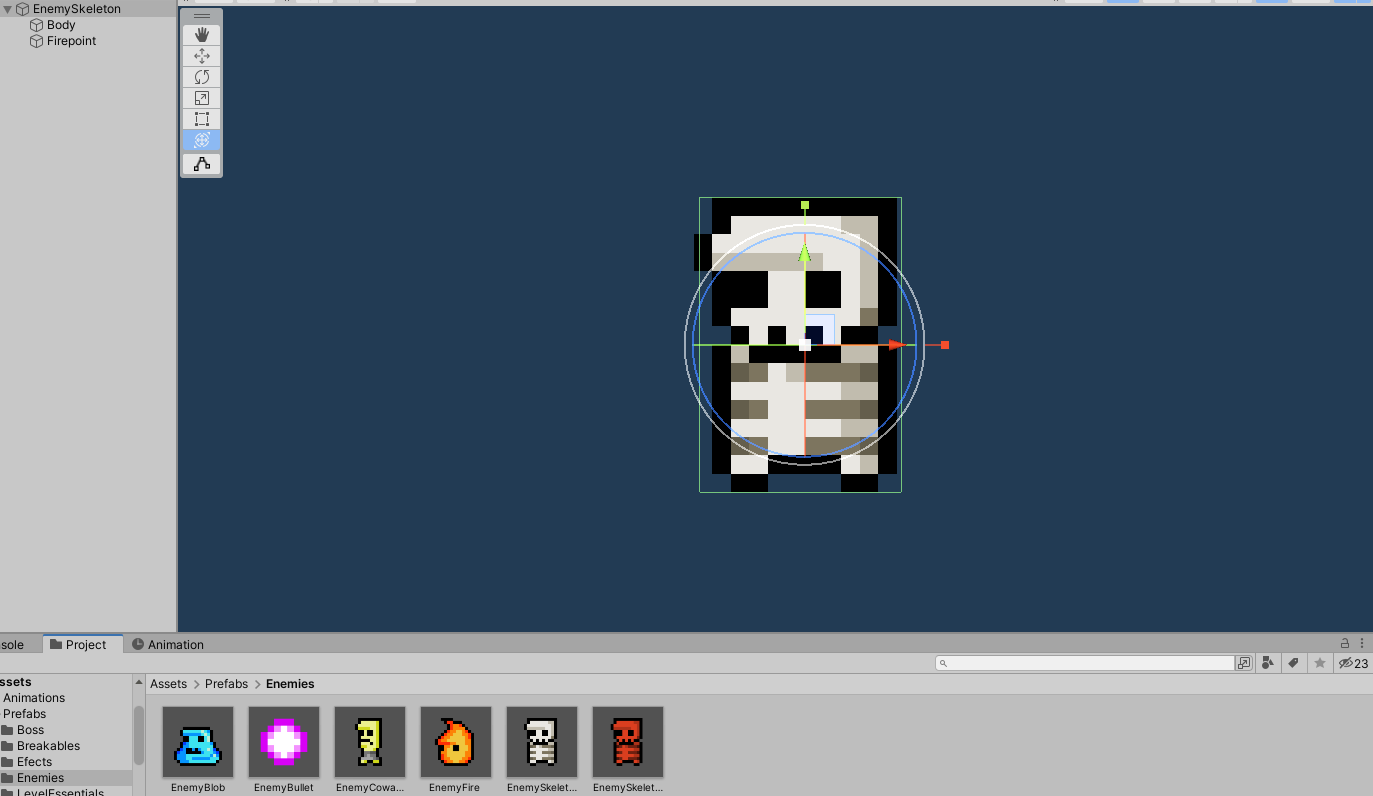 EnemySkeleton
Body
Firepoint
sole
Project
Animation
23
ssets
Animations
Prefabs
Boss
Breakables
Efects
Enemies
LevelEssentials
Assets > Prefabs > Enemies
EnemyBlob
EnemyBullet
EnemyCowa...
EnemyFire
EnemySkelet...
EnemySkelet...